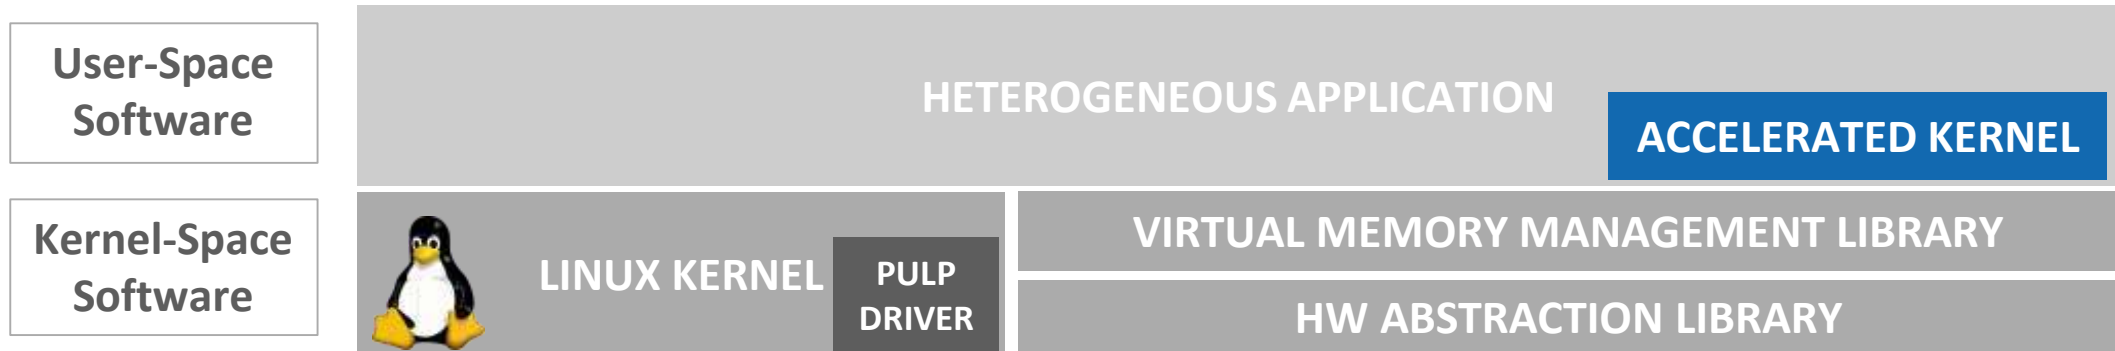 User-Space
Software
HETEROGENEOUS APPLICATION
ACCELERATED KERNEL
Kernel-Space
Software
LINUX KERNEL
PULP
DRIVER
VIRTUAL MEMORY MANAGEMENT LIBRARY
HW ABSTRACTION LIBRARY